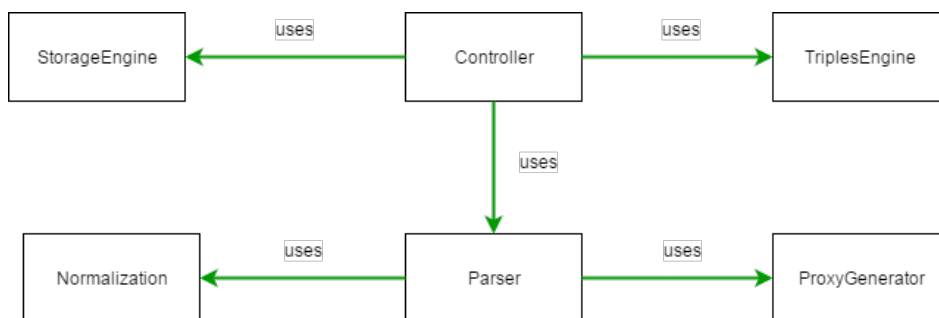 uses
uses
StorageEngine
Controller
TriplesEngine
uses
uses
uses
Normalization
Parser
ProxyGenerator